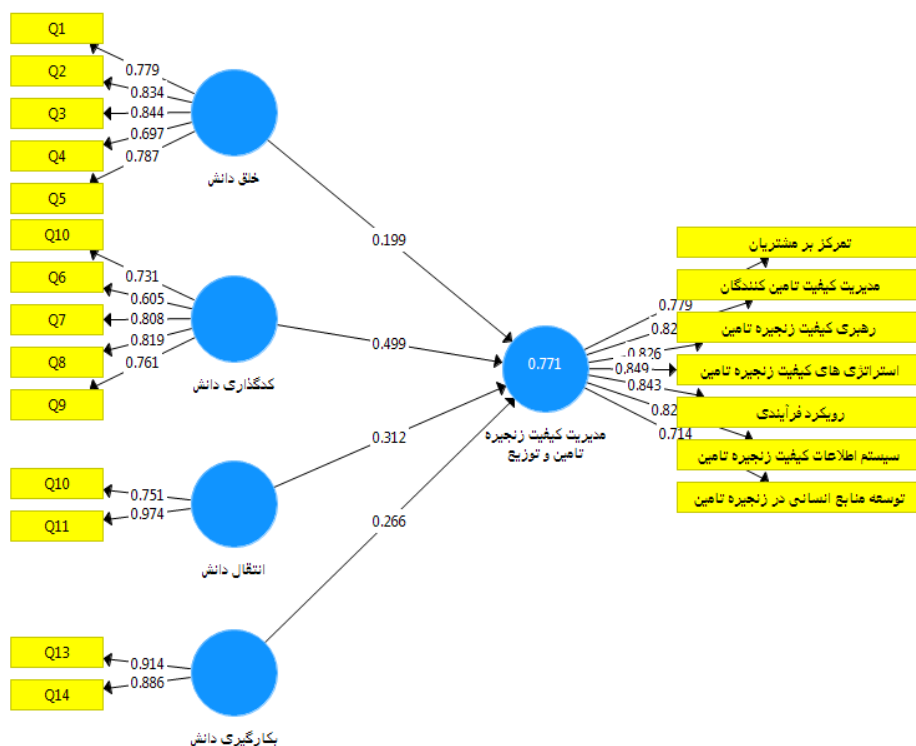 Q1
Q2
Q3
Q4
Q5
0.779
0.834
0.844
0.697
0.787
خلق دانش
Q10
Q6
Q7
Q8
Q9
0.731
0.605
0.808
0.819
0.761
کدگذاری دانش
Q10
Q11
0.751
0.974
انتقال دانش
Q13
Q14
0.914
0.886
بکارگیری دانش
0.199
0.499
0.312
0.266
0.771
مدیریت کیفیت زنجیره
تامین و توزیع
0.779
0.82
0.826
0.849
0.843
0.82
0.714
تمرکز بر مشتریان
مدیریت کیفیت تامین کنندگان
رهبری کیفیت زنجیره تامین
استراتژی های کیفیت زنجیره تامین
رویکرد فرآیندی
سیستم اطلاعات کیفیت زنجیره تامین
توسعه منابع انسانی در زنجیره تامین